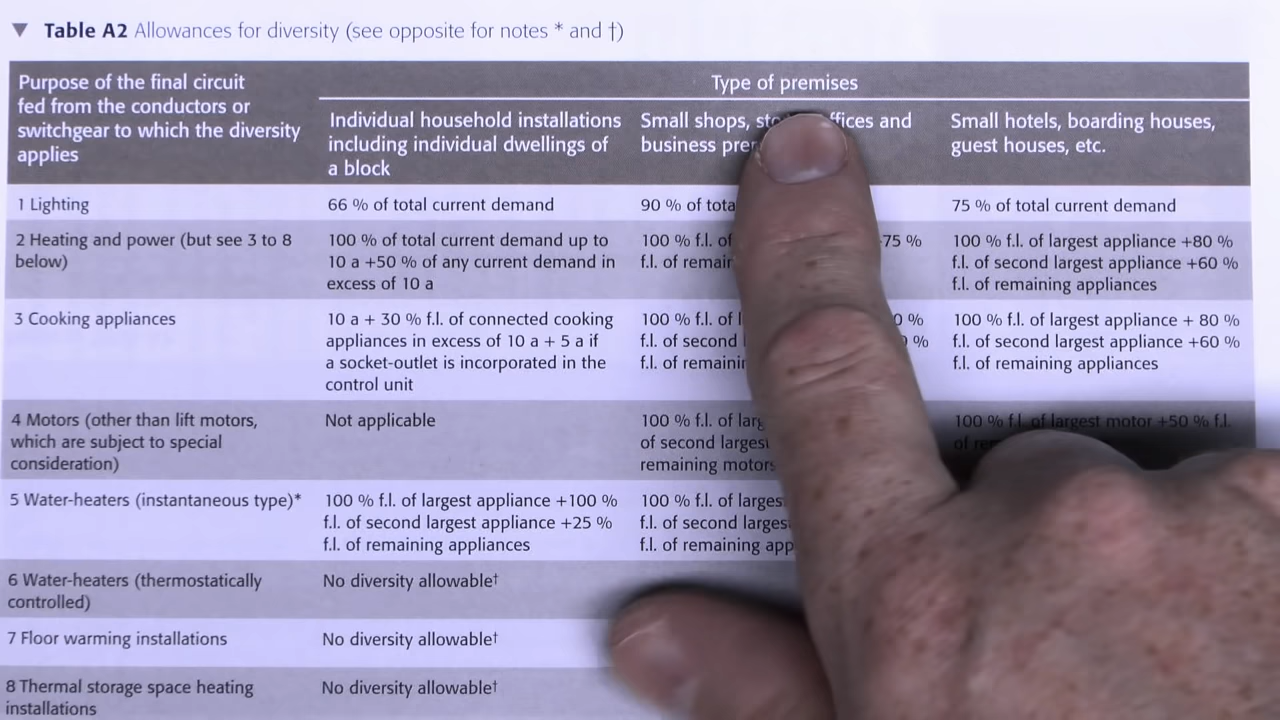 ▼ Table A2 Allowances for diversity (see opposite for notes * and †)
Purpose of the final circuit
fed from the conductors or
switchgear to which the diversity
applies
Type of premises
Individual household installations
including individual dwellings of
a block
Small shops, offices and
business
Small hotels, boarding houses,
guest houses, etc.
1 Lighting
66 % of total current demand
90 % of
75 % of total current demand
2 Heating and power (but see 3 to 8
below)
100 % of total current demand up to
10 a +50 % of any current demand in
excess of 10 a
100 % f.l. of 75 %
f.l. of
100 % f.l. of largest appliance +80 %
f.l. of second largest appliance +60 %
f.l. of remaining appliances
3 Cooking appliances
10 a + 30 % f.l. of connected cooking
appliances in excess of 10 a + 5 a if
a socket-outlet is incorporated in the
control unit
100 % f.l. of %
f.l. of second %
f.l. of
100 % f.l. of largest appliance + 80 %
f.l. of second largest appliance +60 %
f.l. of remaining appliances
4 Motors (other than lift motors,
which are subject to special
consideration)
Not applicable
100 % f.l. of
of second largest
remaining motors
100 % f.l. of largest motor +50 % f.l.
of
5 Water-heaters (instantaneous type)*
100 % f.l. of largest appliance +100 %
f.l. of second largest appliance +25 %
f.l. of remaining appliances
100 % f.l. of
f.l. of second
f.l. of remaining
6 Water-heaters (thermostatically
controlled)
No diversity allowable†
7 Floor warming installations
No diversity allowable†
8 Thermal storage space heating
installations
No diversity allowable†